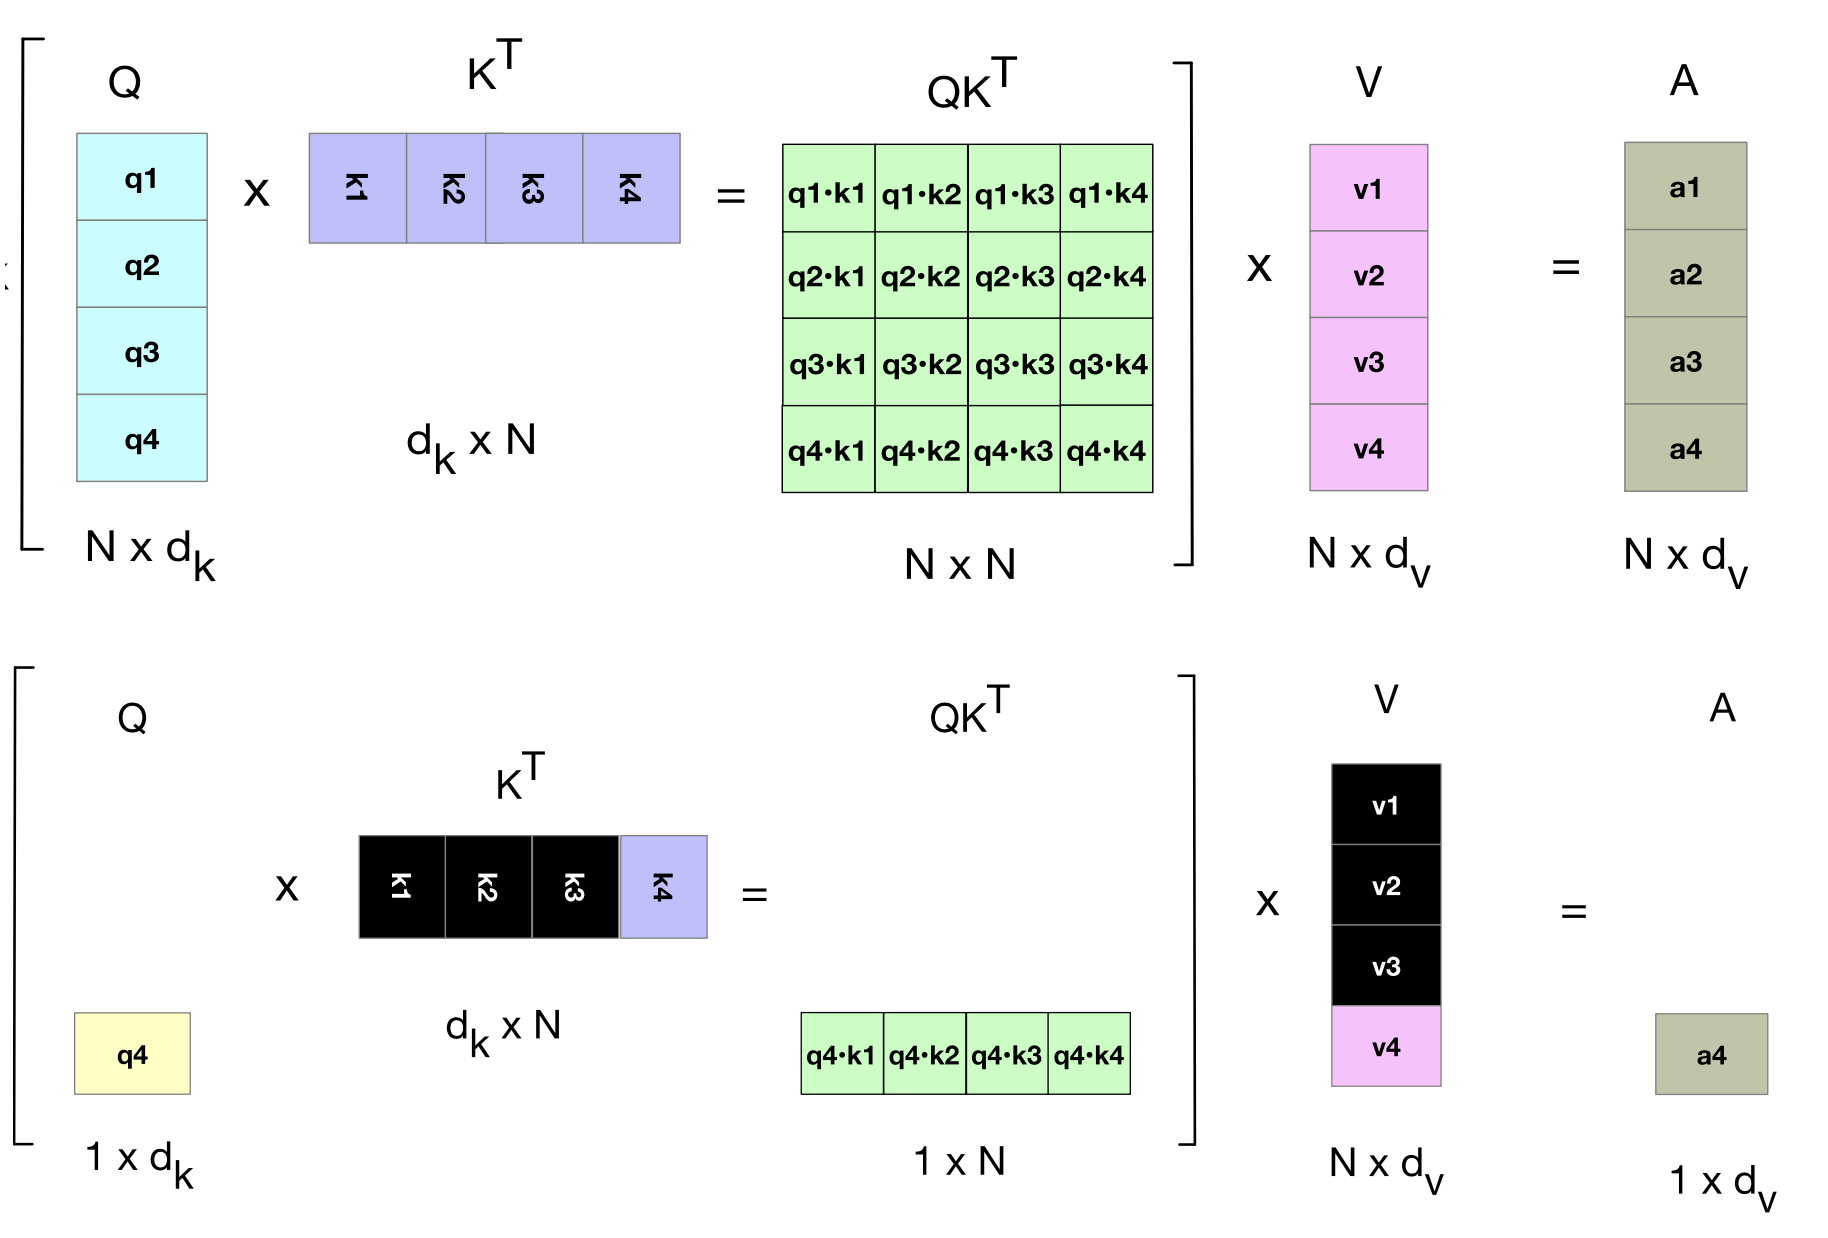 Q
x
K^T
=
QK^T
x
V
=
A
q1
q2
q3
q4
k1 k2 k3 k4
q1·k1 q1·k2 q1·k3 q1·k4
q2·k1 q2·k2 q2·k3 q2·k4
q3·k1 q3·k2 q3·k3 q3·k4
q4·k1 q4·k2 q4·k3 q4·k4
v1
v2
v3
v4
a1
a2
a3
a4
N x d_k
d_k x N
N x N
N x d_v
N x d_v
Q
x
K^T
=
QK^T
x
V
=
A
q4
k1 k2 k3 k4
q4·k1 q4·k2 q4·k3 q4·k4
v1
v2
v3
v4
a4
1 x d_k
d_k x N
1 x N
N x d_v
1 x d_v